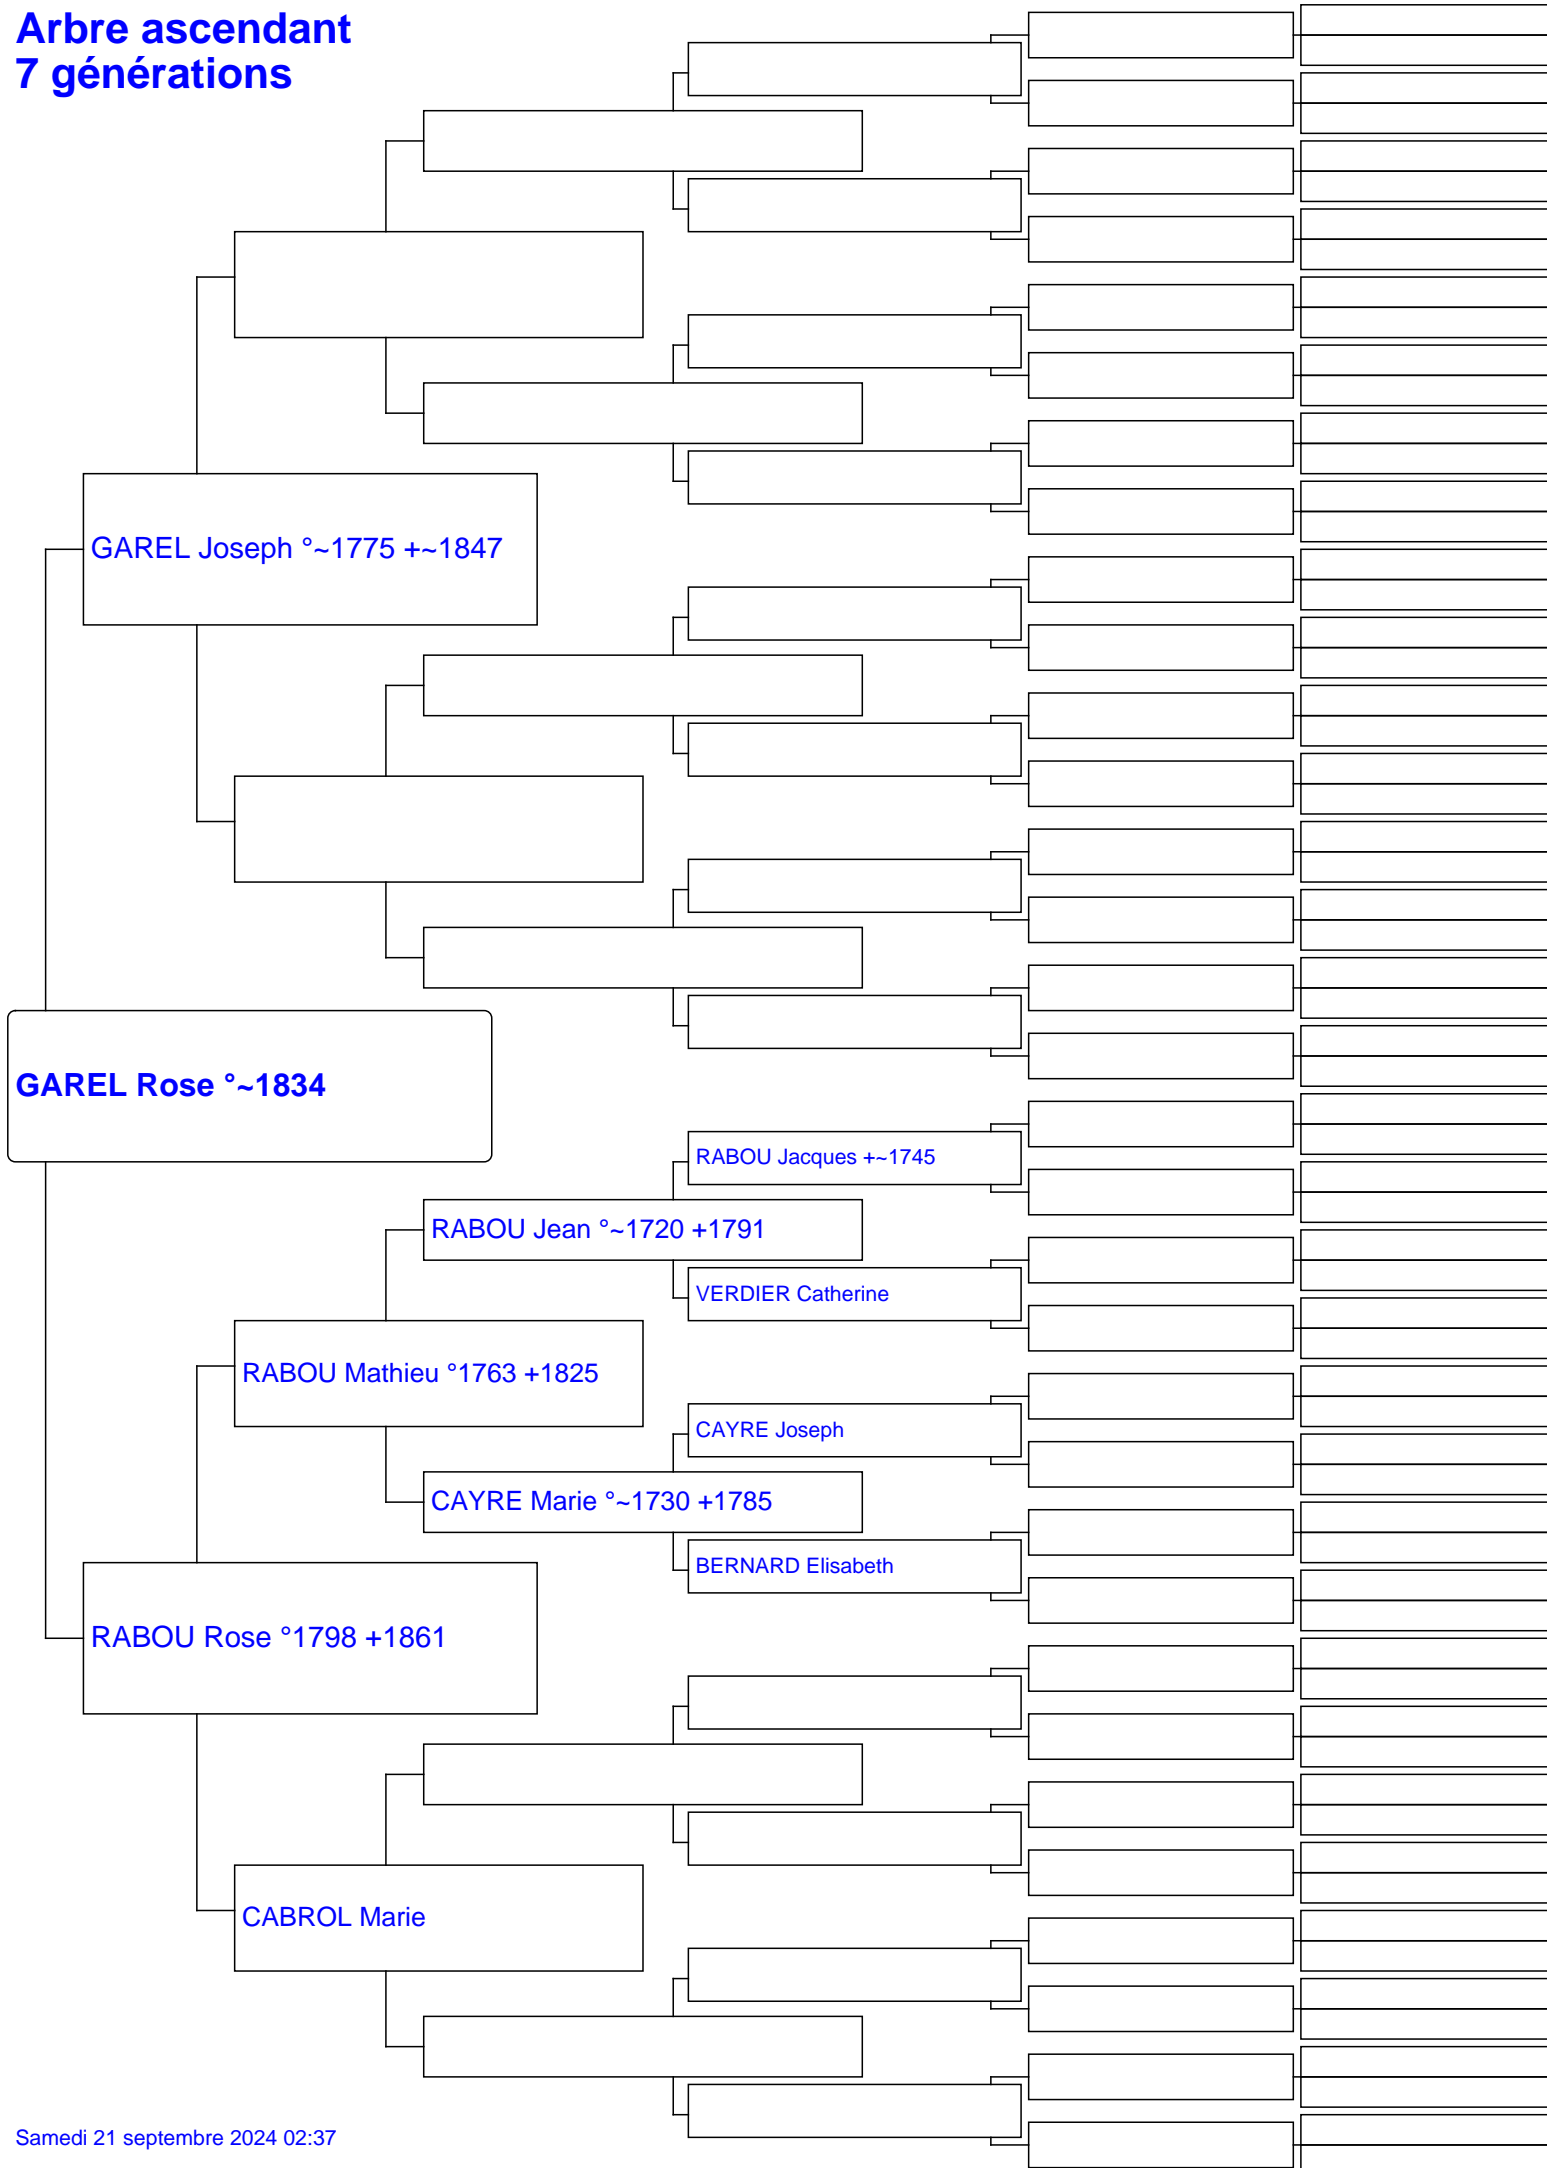 Arbre ascendant
7 générations
GAREL Joseph °~1775 +~1847
GAREL Rose °~1834
RABOU Jacques +~1745
RABOU Jean °~1720 +1791
VERDIER Catherine
RABOU Mathieu °1763 +1825
CAYRE Joseph
CAYRE Marie °~1730 +1785
BERNARD Elisabeth
RABOU Rose °1798 +1861
CABROL Marie
Samedi 21 septembre 2024 02:37